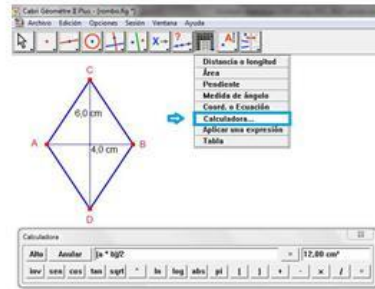 Cabri Géomètre II Plus - [rombo.fig *]
Archivo Edición Opciones Sesión Ventana Ayuda
Distancia o longitud
Área
Pendiente
Medida de ángulo
Coord. o Ecuación
Calculadora...
Aplicar una expresión
Tabla
C
6,0 cm
A
B
4,0 cm
D
Calculadora
Alto Anular [a * b]/2 = 12,00 cm²
inv sen cos tan sqrt ^ ln log abs pi ( ) + - × / =